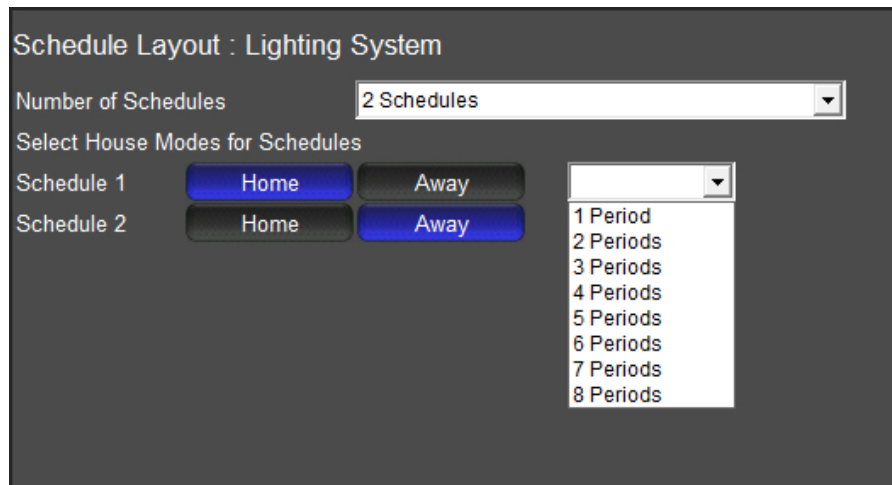 Schedule Layout : Lighting System
Number of Schedules 2 Schedules
Select House Modes for Schedules
Schedule 1 Home Away
Schedule 2 Home Away
1 Period
2 Periods
3 Periods
4 Periods
5 Periods
6 Periods
7 Periods
8 Periods